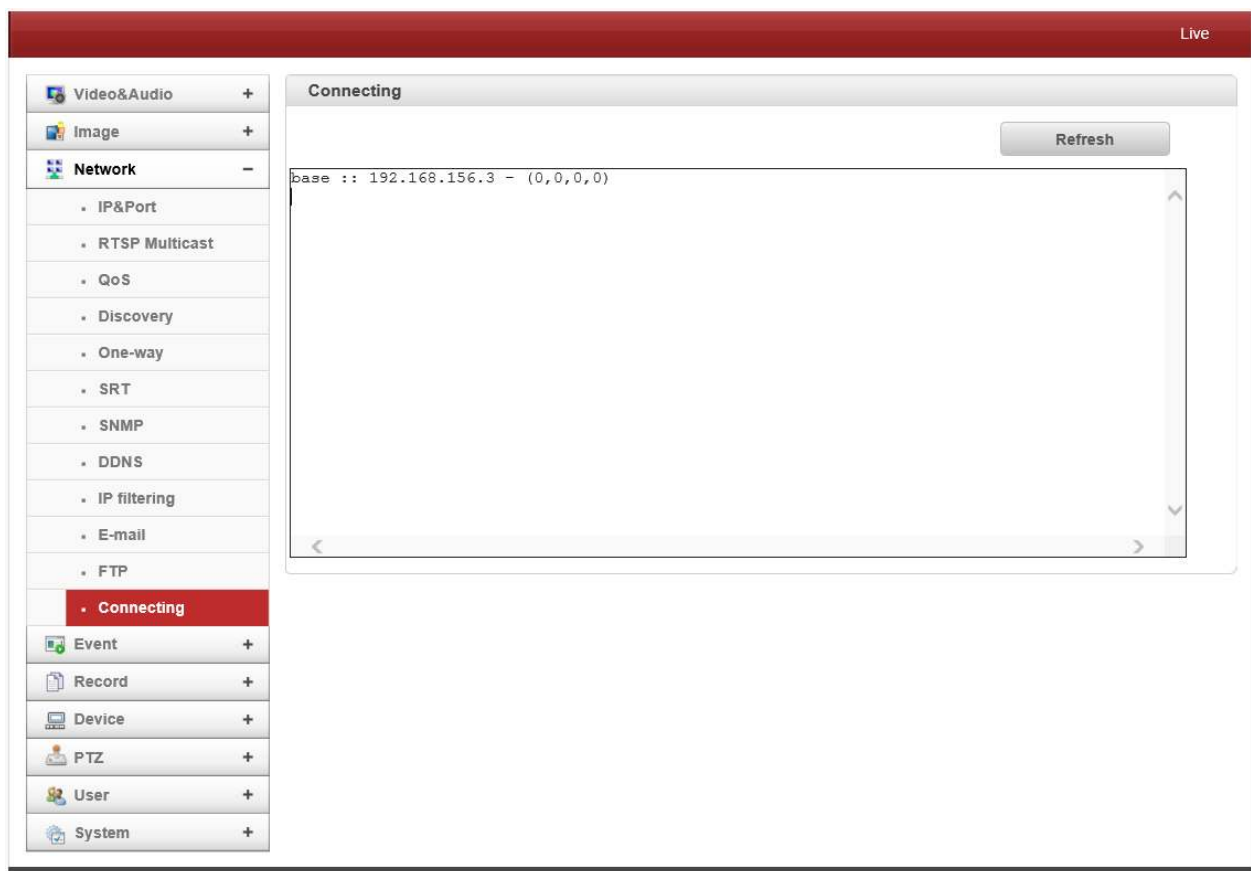 Live
Video&Audio +
Image +
Network −
IP&Port
RTSP Multicast
QoS
Discovery
One-way
SRT
SNMP
DDNS
IP filtering
E-mail
FTP
Connecting
Event +
Record +
Device +
PTZ +
User +
System +
Connecting
Refresh
base :: 192.168.156.3 - (0,0,0,0)